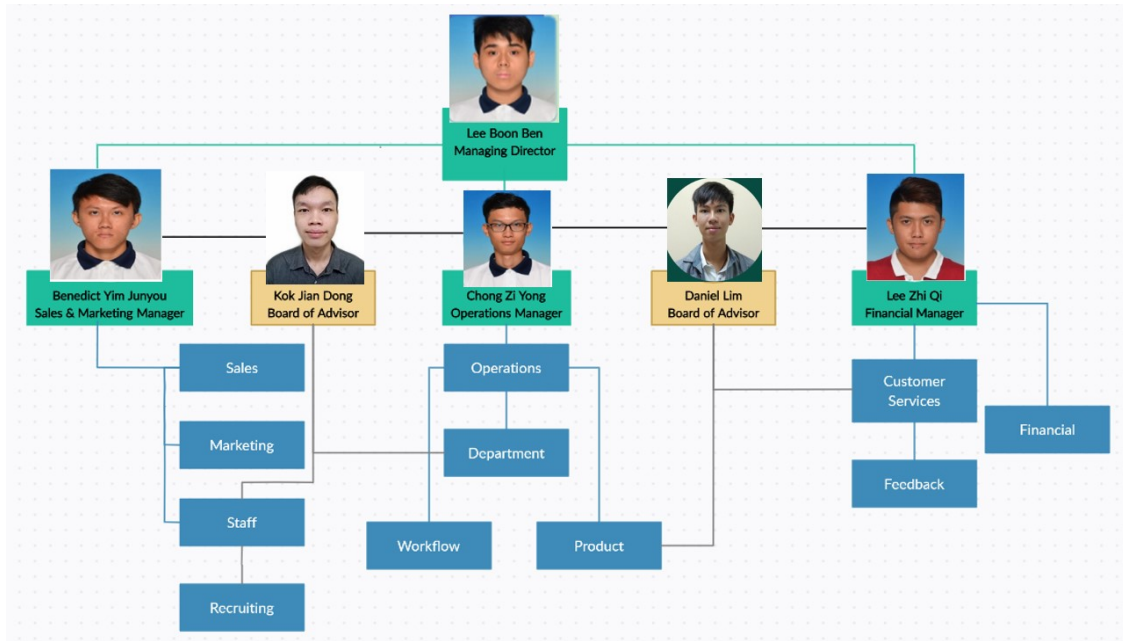 Lee Boon Ben
Managing Director
Benedict Yim Junyou
Sales & Marketing Manager
Kok Jian Dong
Board of Advisor
Chong Zi Yong
Operations Manager
Daniel Lim
Board of Advisor
Lee Zhi Qi
Financial Manager
Sales
Operations
Customer
Services
Marketing
Department
Financial
Feedback
Staff
Workflow
Product
Recruiting